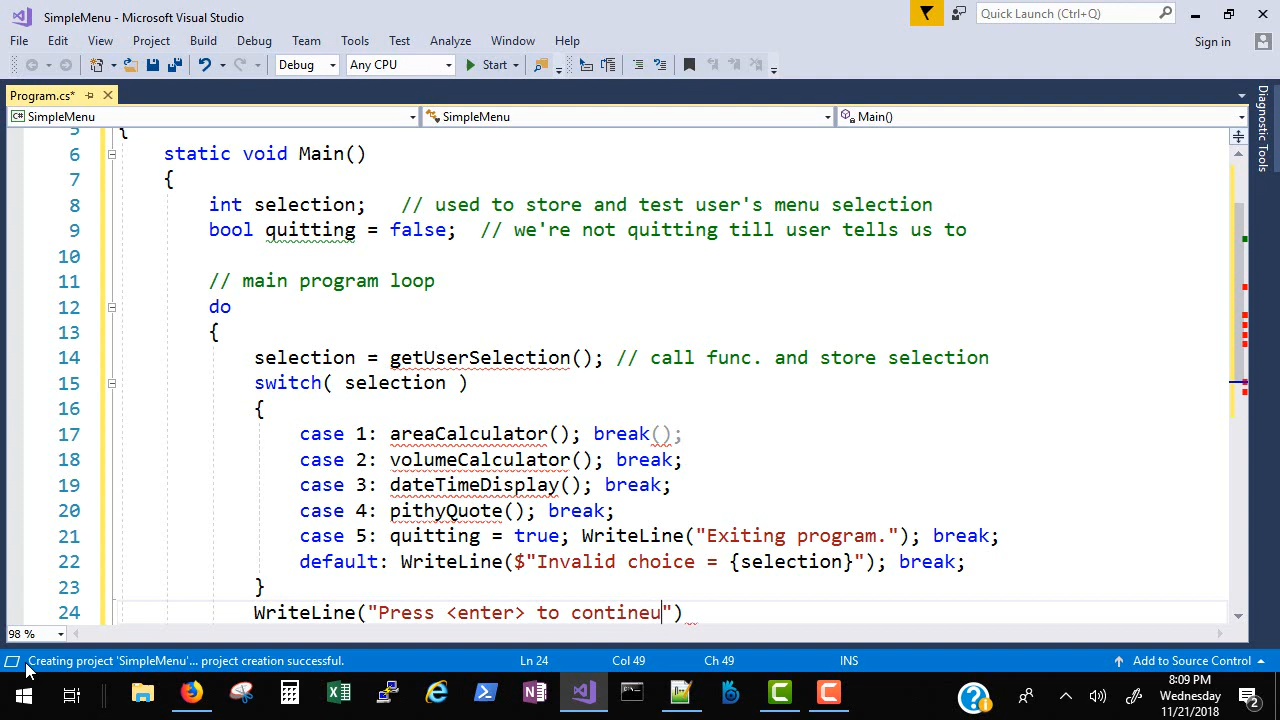 SimpleMenu - Microsoft Visual Studio
Quick Launch (Ctrl+Q)
File Edit View Project Build Debug Team Tools Test Analyze Window Help
Sign in
Debug Any CPU Start
Program.cs*
SimpleMenu SimpleMenu Main()
Diagnostic Tools
5 {
6 static void Main()
7 {
8 int selection; // used to store and test user's menu selection
9 bool quitting = false; // we're not quitting till user tells us to
10
11 // main program loop
12 do
13 {
14 selection = getUserSelection(); // call func. and store selection
15 switch( selection )
16 {
17 case 1: areaCalculator(); break();
18 case 2: volumeCalculator(); break;
19 case 3: dateTimeDisplay(); break;
20 case 4: pithyQuote(); break;
21 case 5: quitting = true; WriteLine("Exiting program."); break;
22 default: WriteLine($"Invalid choice = {selection}"); break;
23 }
24 WriteLine("Press <enter> to contineu")
98 %
Creating project 'SimpleMenu'... project creation successful. Ln 24 Col 49 Ch 49 INS Add to Source Control
8:09 PM
Wednesday
11/21/2018
2